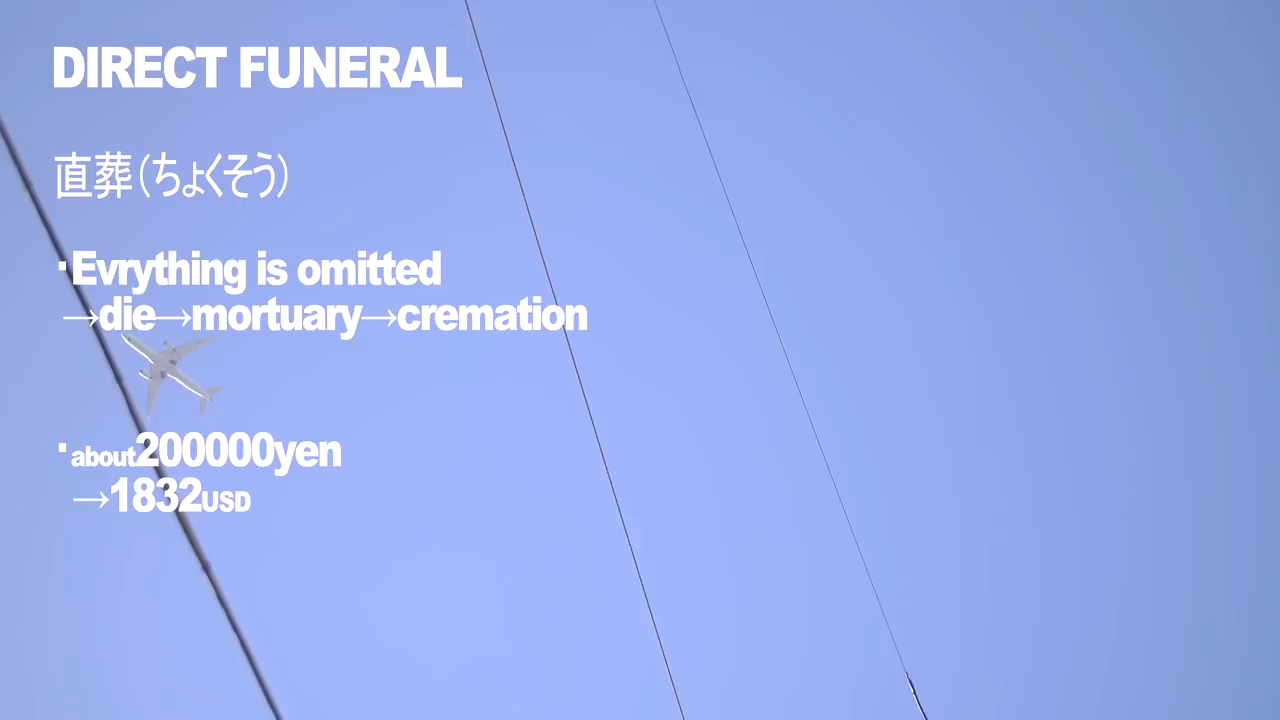 DIRECT FUNERAL
直葬(ちょくそう)
・Evrything is omitted
→die→mortuary→cremation
・about200000yen
→1832USD